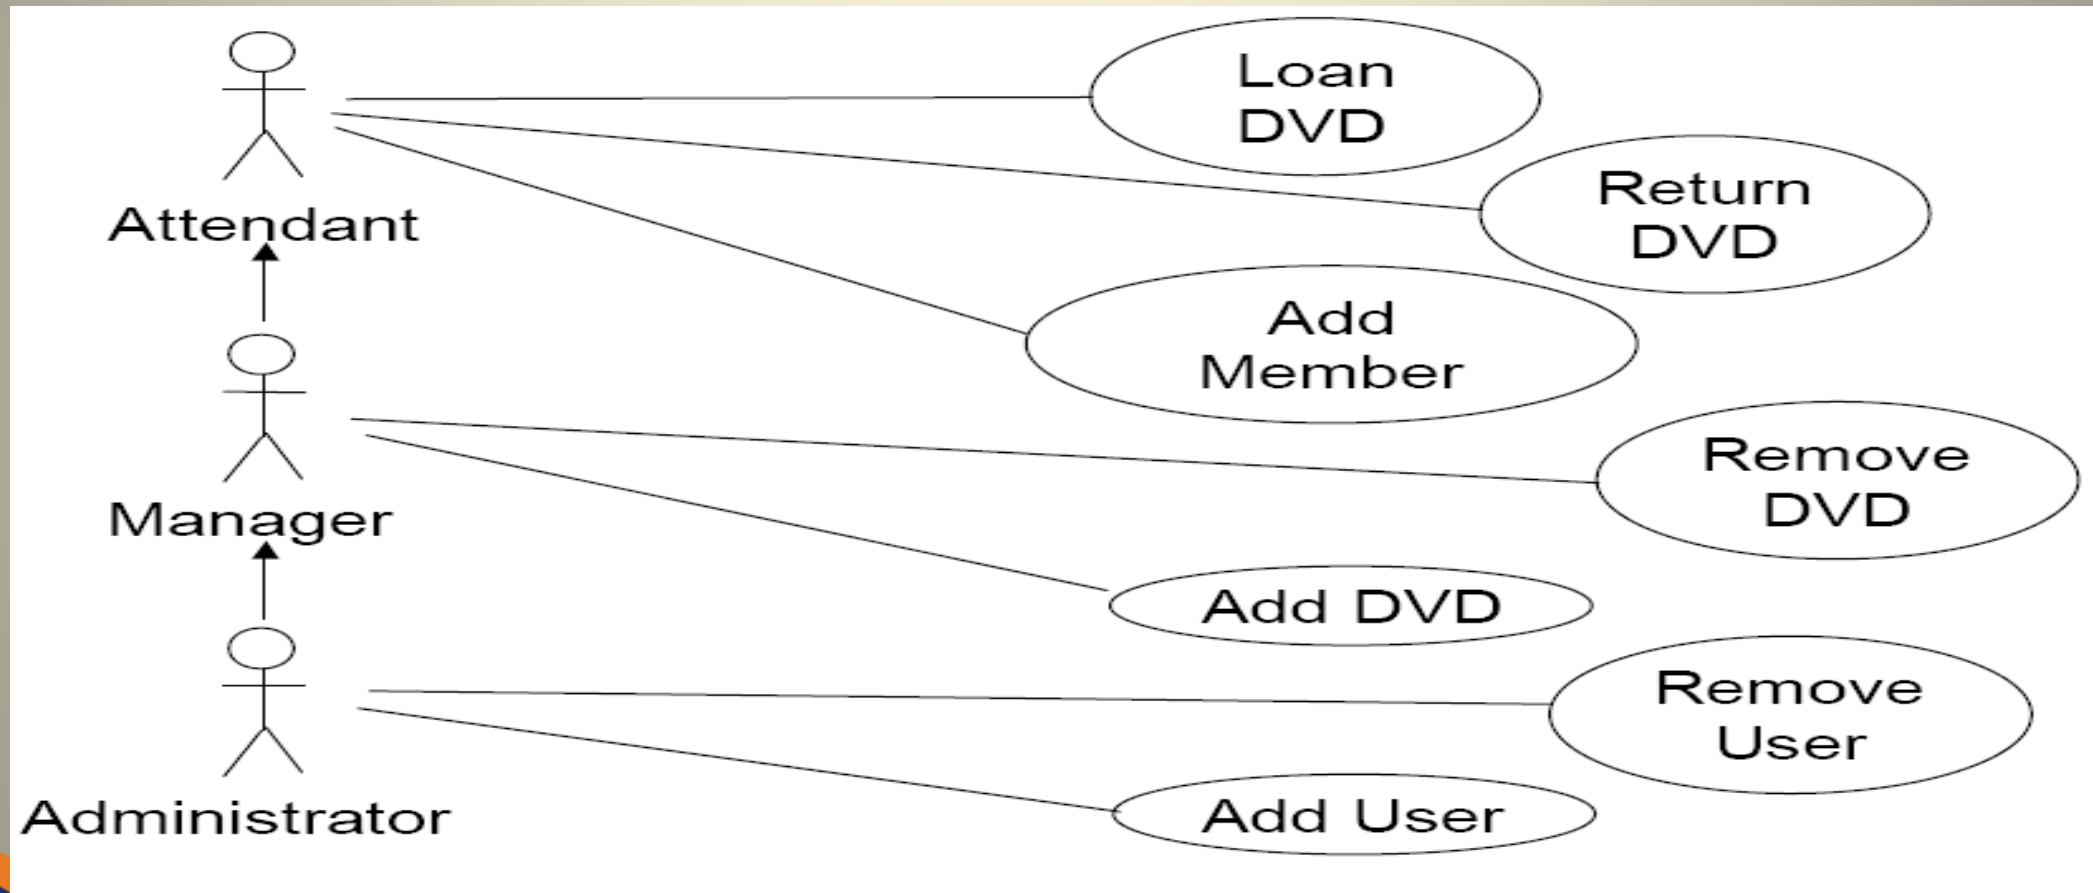 Loan
DVD
Return
DVD
Attendant
Add
Member
Remove
DVD
Manager
Add DVD
Remove
User
Add User
Administrator